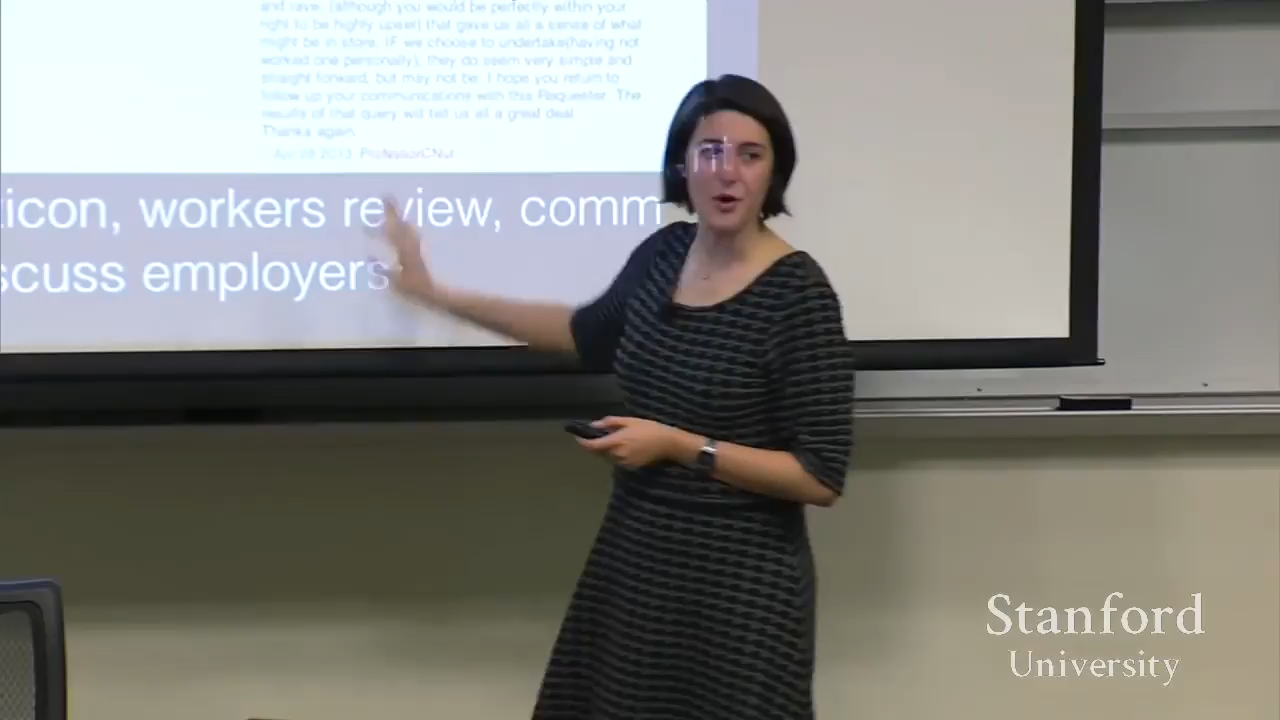 and rave, (although you would be perfectly within your
right to be highly upset) that gave us all a sense of what
might be in store. IF we choose to undertake(having not
worked one personally), they do seem very simple and
straight forward, but may not be. I hope you return to
follow up your communications with this Requester. The
results of that query will tell us all a great deal.
Thanks again.
Apr 09 2013
ticon, workers review, comm
scuss employers
Stanford
University